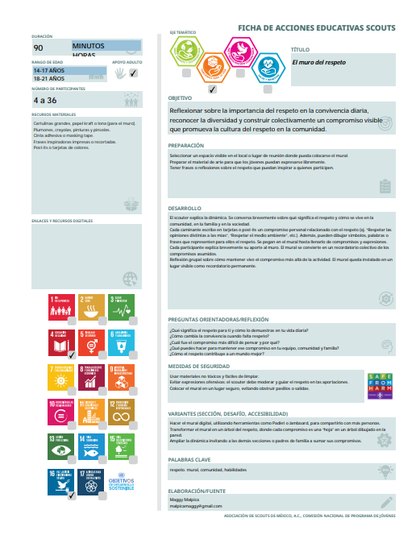 FICHA DE ACCIONES EDUCATIVAS SCOUTS
DURACIÓN
90
MINUTOS
HORAS
RANGO DE EDAD
APOYO ADULTO
14-17 AÑOS
18-21 AÑOS
NÚMERO DE PARTICIPANTES
4 a 36
RECURSOS MATERIALES
Cartulinas grandes, papel kraft o lona (para el mural).
Plumones, crayolas, pinturas y pinceles.
Cinta adhesiva o masking tape.
Frases inspiradoras impresas o recortadas.
Post-its o tarjetas de colores.
ENLACES Y RECURSOS DIGITALES
EJE TEMÁTICO
TÍTULO
El mural del respeto
OBJETIVO
Reflexionar sobre la importancia del respeto en la convivencia diaria,
reconocer la diversidad y construir colectivamente un compromiso visible
que promueva la cultura del respeto en la comunidad.
PREPARACIÓN
Seleccionar un espacio visible en el local o lugar de reunión donde pueda colocarse el mural
Preparar el material de arte para que los jóvenes puedan expresarse libremente.
Tener frases o reflexiones sobre el respeto que puedan inspirar a quienes participan.
DESARROLLO
El scouter explica la dinámica. Se conversa brevemente sobre qué significa el respeto y cómo se vive en la
comunidad, en la familia y en los scouts.
Cada caminante escribe en tarjetas o post-its un compromiso personal relacionado con el respeto (ej. "Respetar las
opiniones distintas a las mías", "Respetar el medio ambiente", etc.). Además, pueden dibujar símbolos, palabras o
frases que representen para ellos el respeto. Se pegan en el mural hasta llenarlo de compromisos y expresiones.
Cada participante explica brevemente su aporte al mural. El mural se convierte en un recordatorio colectivo de los
compromisos asumidos.
Reflexión grupal sobre cómo mantener vivo el compromiso más allá de la actividad. El mural queda instalado en un
lugar visible como recordatorio permanente.
PREGUNTAS ORIENTADORAS/REFLEXIÓN
¿Qué significa el respeto para ti y cómo lo demuestras en tu vida diaria?
¿Cómo cambia la convivencia cuando falta respeto?
¿Cuál fue el compromiso más difícil de pensar y por qué?
¿Qué puedes hacer para mantener ese compromiso en tu equipo, comunidad y familia?
¿Cómo el respeto contribuye a un mundo mejor?
MEDIDAS DE SEGURIDAD
Usar materiales no tóxicos y fáciles de limpiar.
Evitar expresiones ofensivas: el scouter debe moderar y guiar el respeto en las aportaciones.
Colocar el mural en un lugar seguro, evitando obstruir pasillos o salidas.
SAFE
FROM
HARM
VARIANTES (SECCIÓN, DESAFÍO, ACCESIBILIDAD)
Hacer el mural digital, utilizando herramientas como Padlet o Jamboard, para compartirlo con más personas.
Transformar el mural en un árbol del respeto, donde cada compromiso es una "hoja" en un árbol dibujado en la
pared.
Ampliar la dinámica invitando a las demás secciones o padres de familia a sumar sus compromisos.
PALABRAS CLAVE
respeto, mural, comunidad, habilidades
ELABORACIÓN/FUENTE
Maggy Malpica
malpicamaggy@gmail.com
ASOCIACIÓN DE SCOUTS DE MÉXICO, A.C., COMISIÓN NACIONAL DE PROGRAMA DE JÓVENES